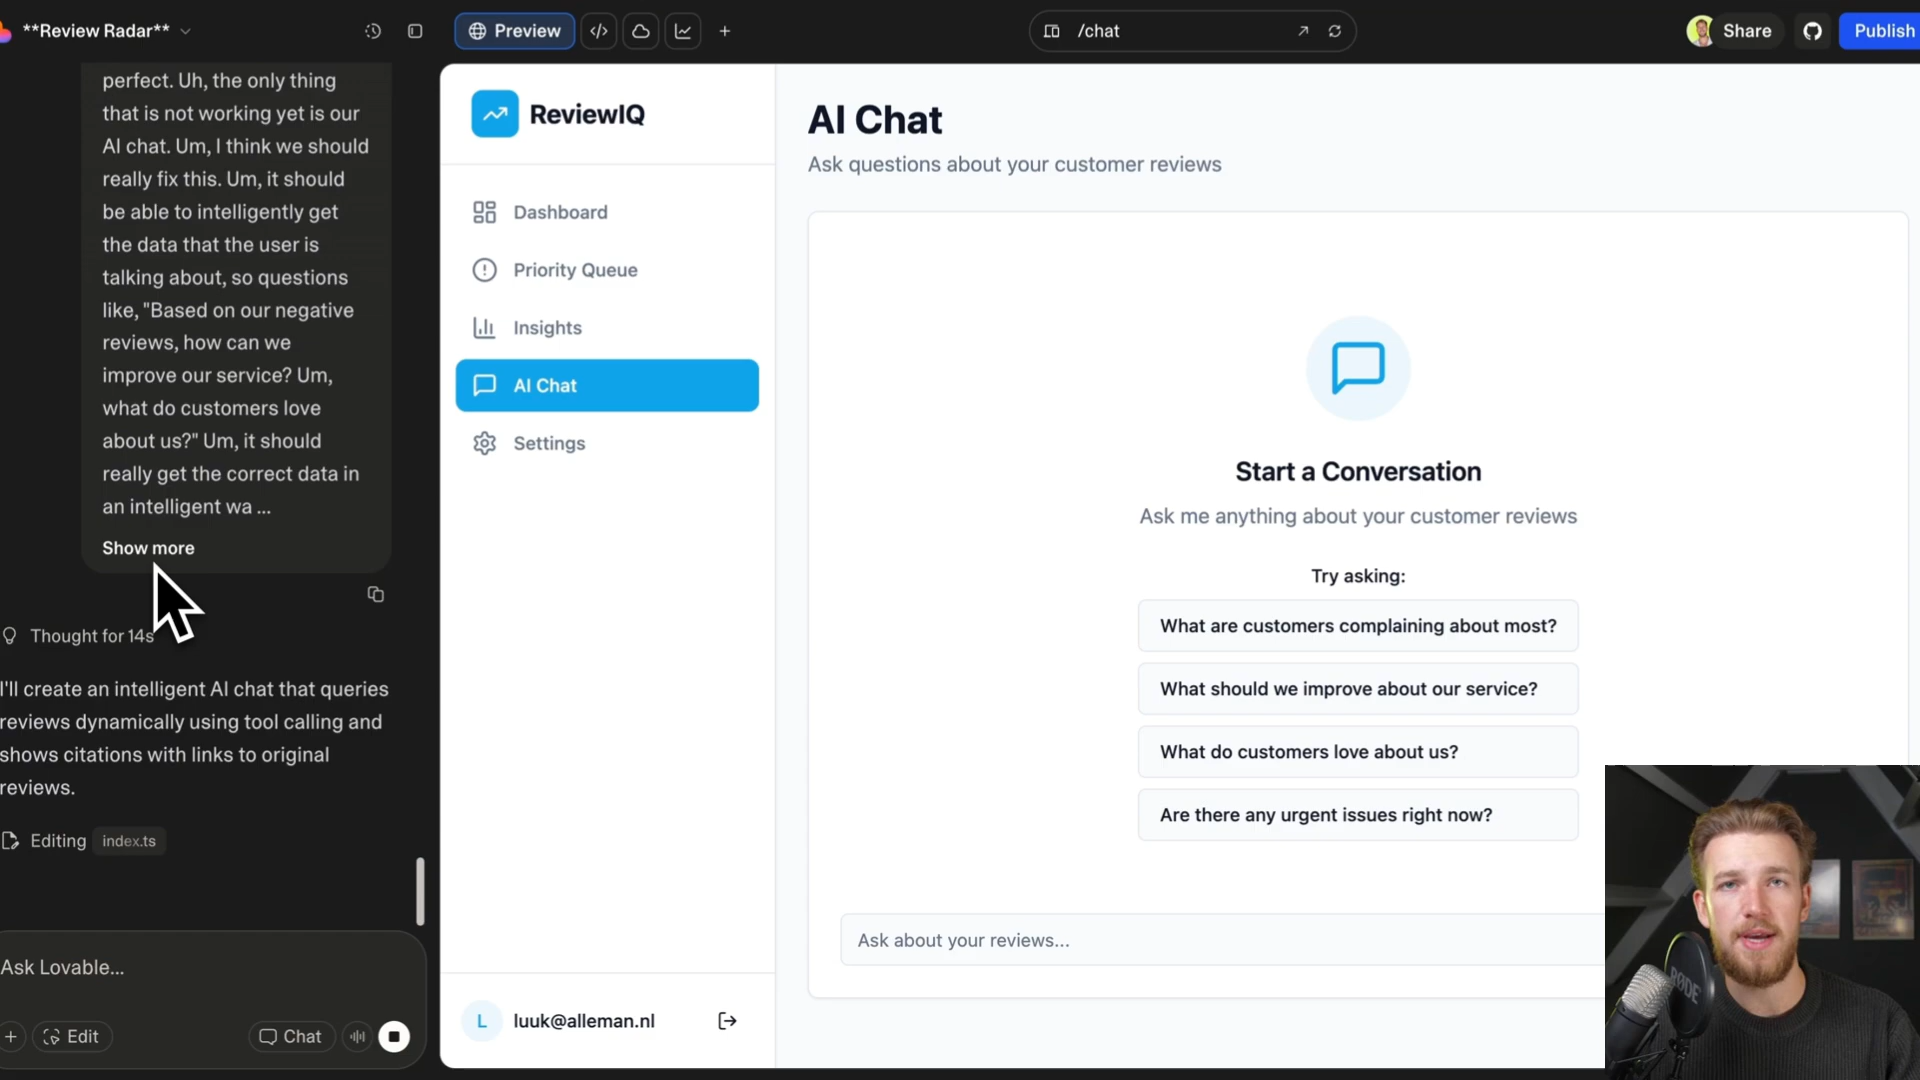 **Review Radar**
Preview
/chat
Share
Publish
perfect. Uh, the only thing
that is not working yet is our
AI chat. Um, I think we should
really fix this. Um, it should
be able to intelligently get
the data that the user is
talking about, so questions
like, "Based on our negative
reviews, how can we
improve our service? Um,
what do customers love
about us?" Um, it should
really get the correct data in
an intelligent wa ...
Show more
Thought for 14s
I'll create an intelligent AI chat that queries
reviews dynamically using tool calling and
shows citations with links to original
reviews.
Editing index.ts
Ask Lovable...
Edit
Chat
ReviewIQ
Dashboard
Priority Queue
Insights
AI Chat
Settings
L
luuk@alleman.nl
AI Chat
Ask questions about your customer reviews
Start a Conversation
Ask me anything about your customer reviews
Try asking:
What are customers complaining about most?
What should we improve about our service?
What do customers love about us?
Are there any urgent issues right now?
Ask about your reviews...
RØDE